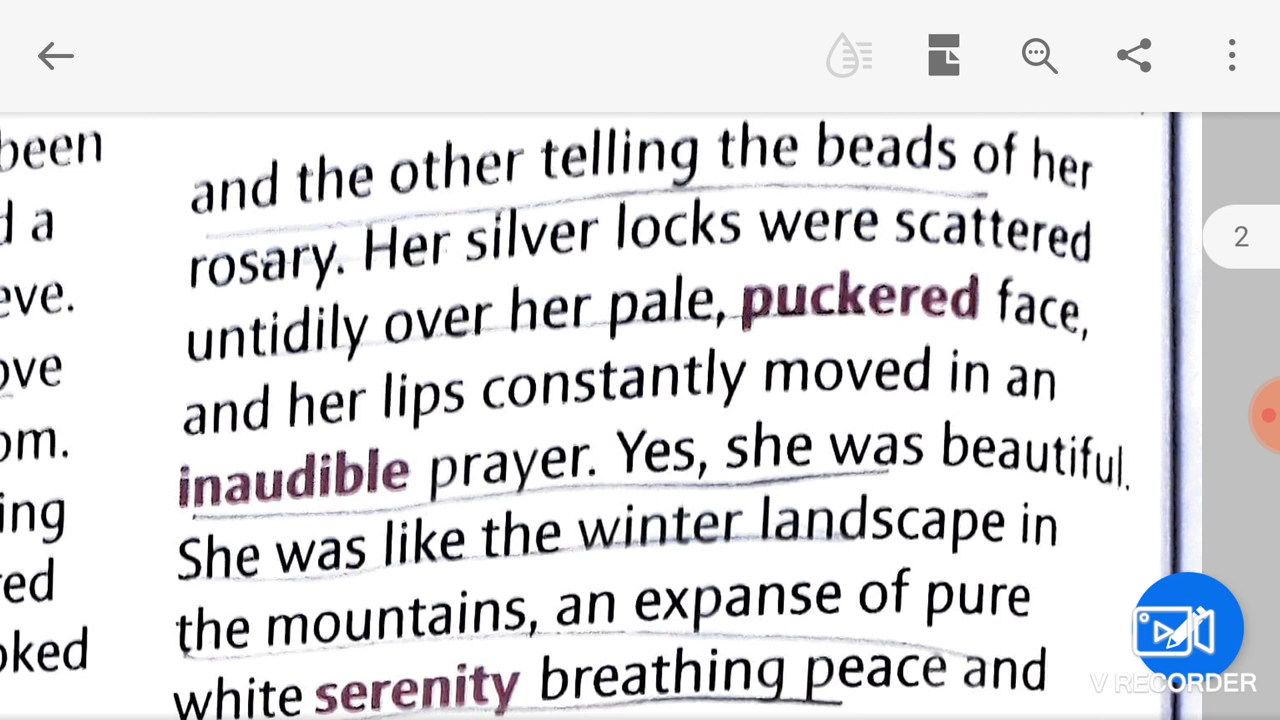 been
d a
eve.
ove
om.
ing
red
oked
and the other telling the beads of her
rosary. Her silver locks were scattered
untidily over her pale, puckered face,
and her lips constantly moved in an
inaudible prayer. Yes, she was beautiful.
She was like the winter landscape in
the mountains, an expanse of pure
white serenity breathing peace and
2
V RECORDER